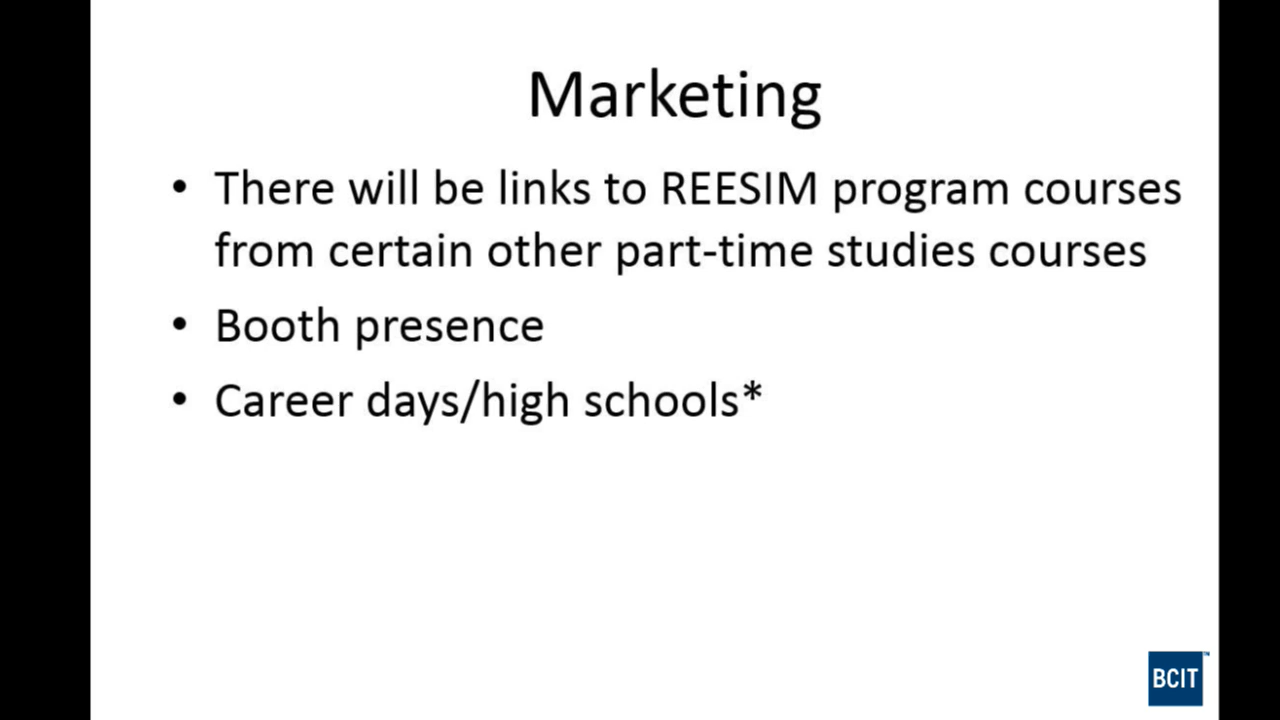 Marketing
• There will be links to REESIM program courses
from certain other part-time studies courses
• Booth presence
• Career days/high schools*
BCIT™